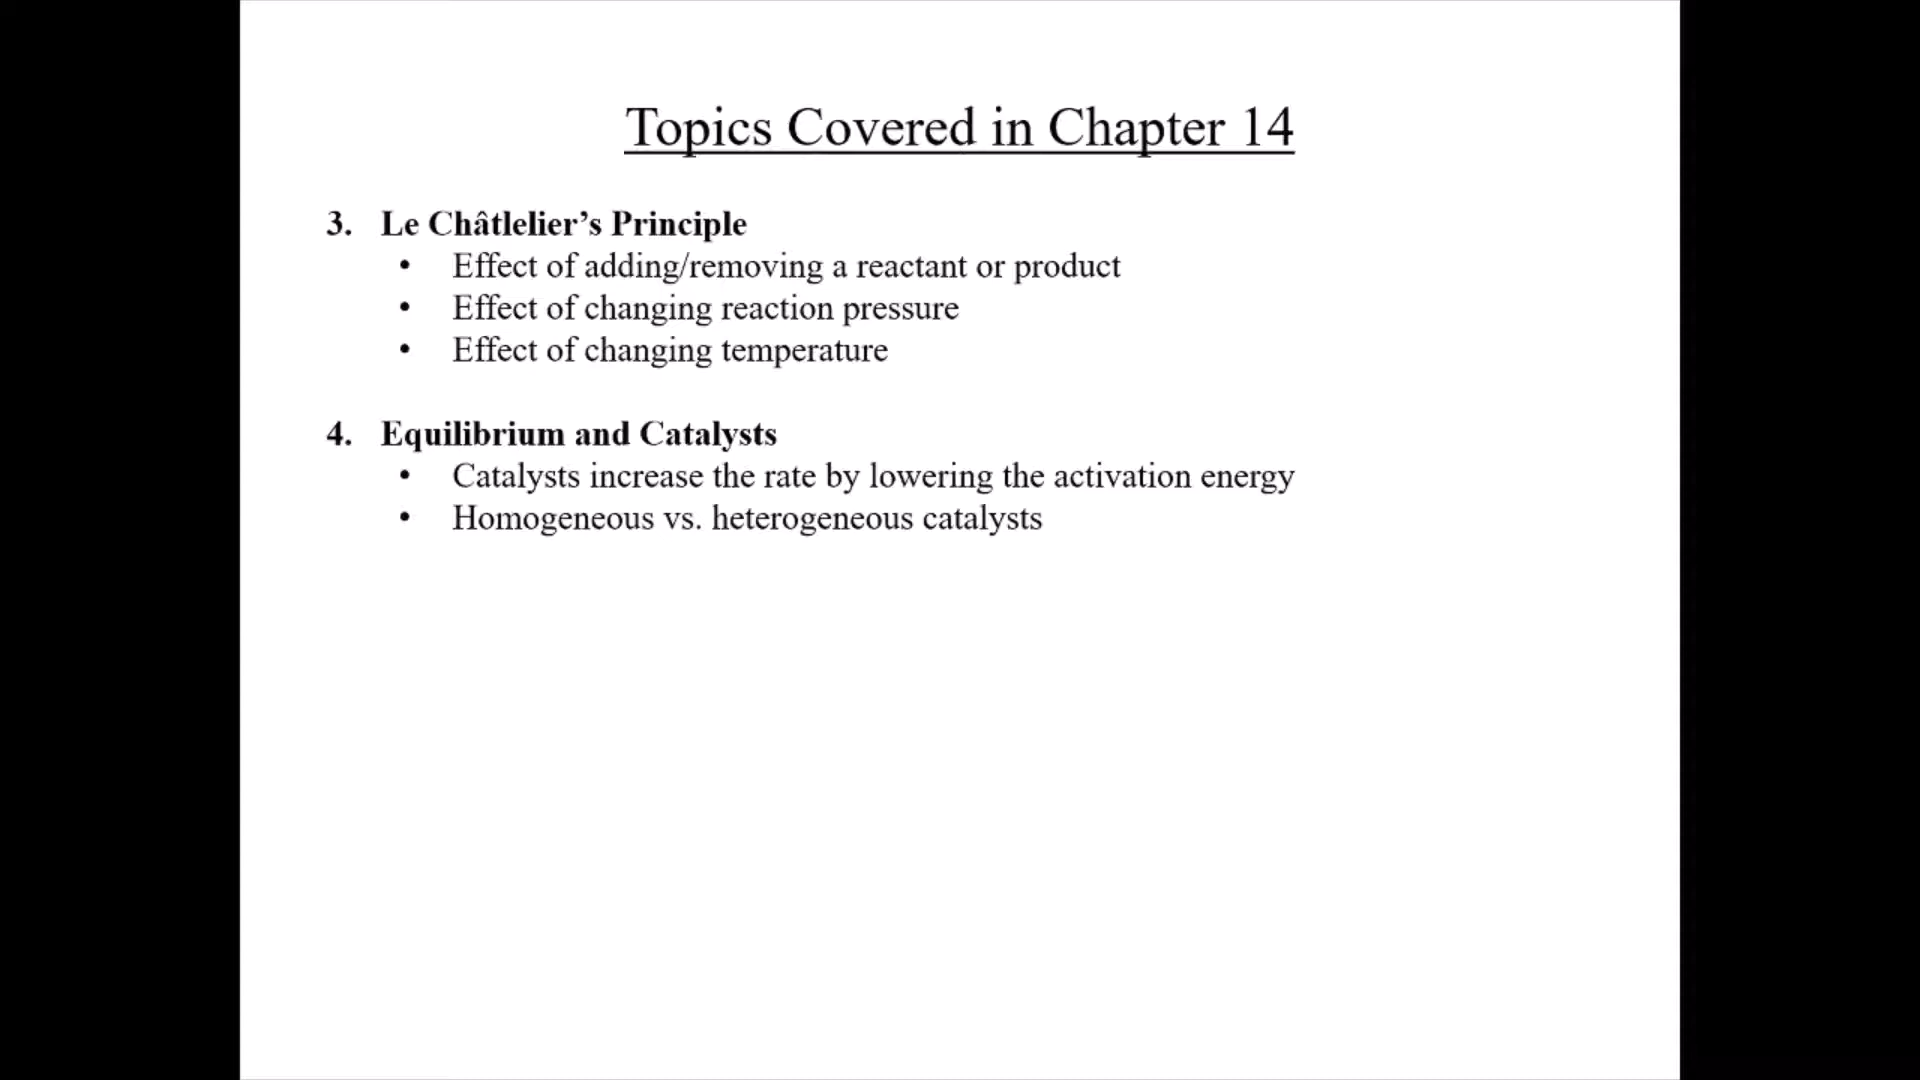 Topics Covered in Chapter 14
3. Le Châtlelier’s Principle
• Effect of adding/removing a reactant or product
• Effect of changing reaction pressure
• Effect of changing temperature
4. Equilibrium and Catalysts
• Catalysts increase the rate by lowering the activation energy
• Homogeneous vs. heterogeneous catalysts